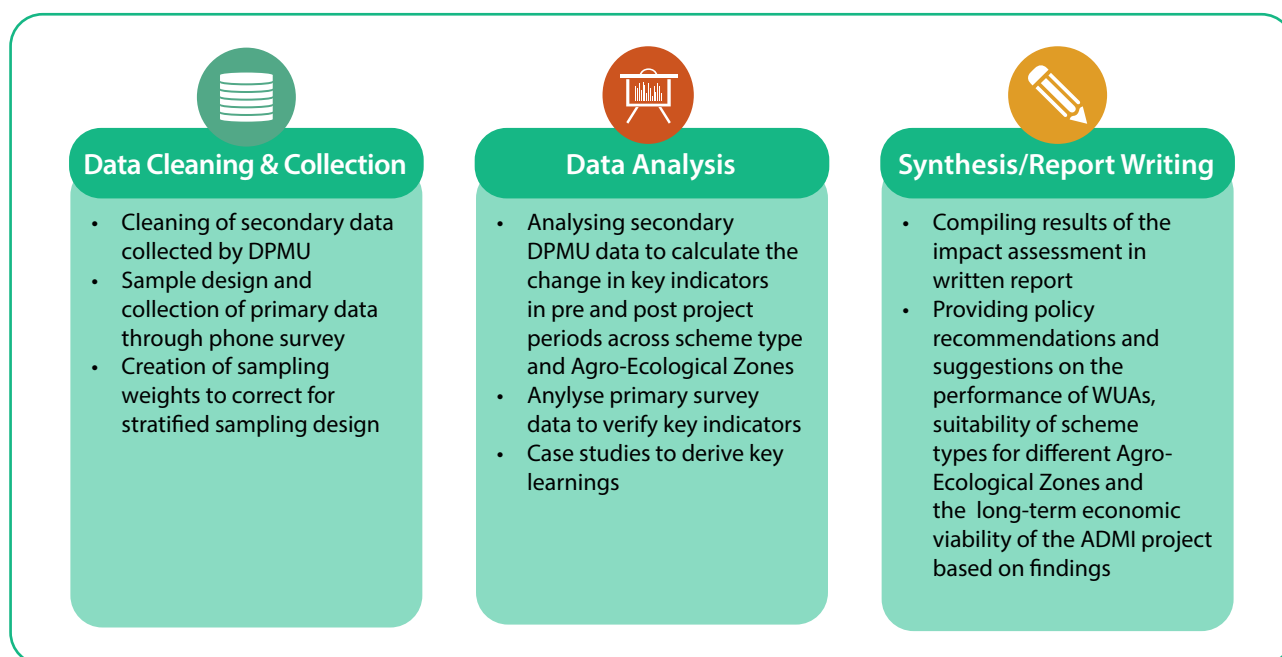 Data Cleaning & Collection
• Cleaning of secondary data
collected by DPMU
• Sample design and
collection of primary data
through phone survey
• Creation of sampling
weights to correct for
stratified sampling design
Data Analysis
• Analysing secondary
DPMU data to calculate the
change in key indicators
in pre and post project
periods across scheme type
and Agro-Ecological Zones
• Anylyse primary survey
data to verify key indicators
• Case studies to derive key
learnings
Synthesis/Report Writing
• Compiling results of the
impact assessment in
written report
• Providing policy
recommendations and
suggestions on the
performance of WUAs,
suitability of scheme
types for different Agro-
Ecological Zones and
the long-term economic
viability of the ADMI project
based on findings